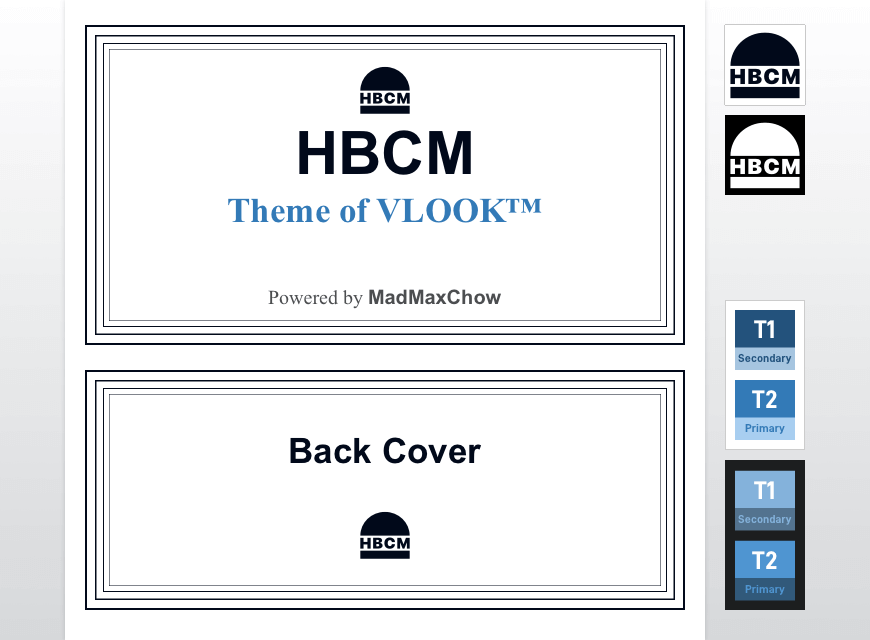 HBCM
HBCM
Theme of VLOOK™
Powered by MadMaxChow
Back Cover
HBCM
HBCM
HBCM
T1
Secondary
T2
Primary
T1
Secondary
T2
Primary